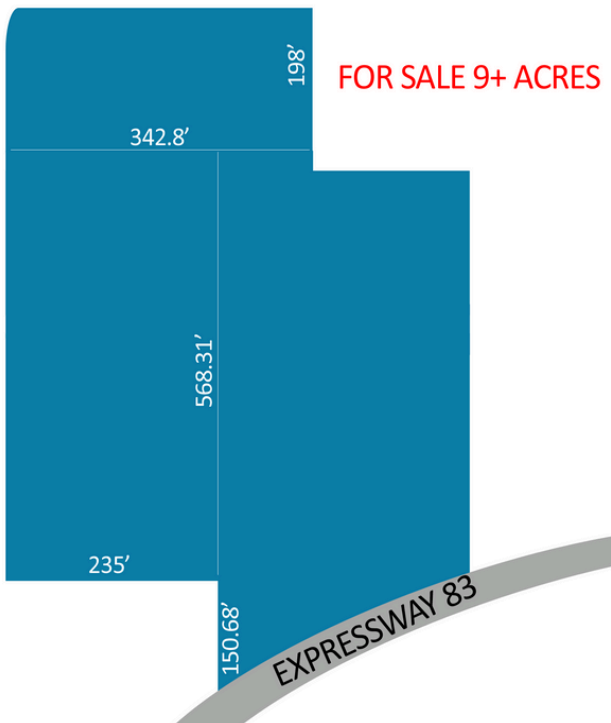 198’
FOR SALE 9+ ACRES
342.8’
568.31’
235’
150.68’
EXPRESSWAY 83